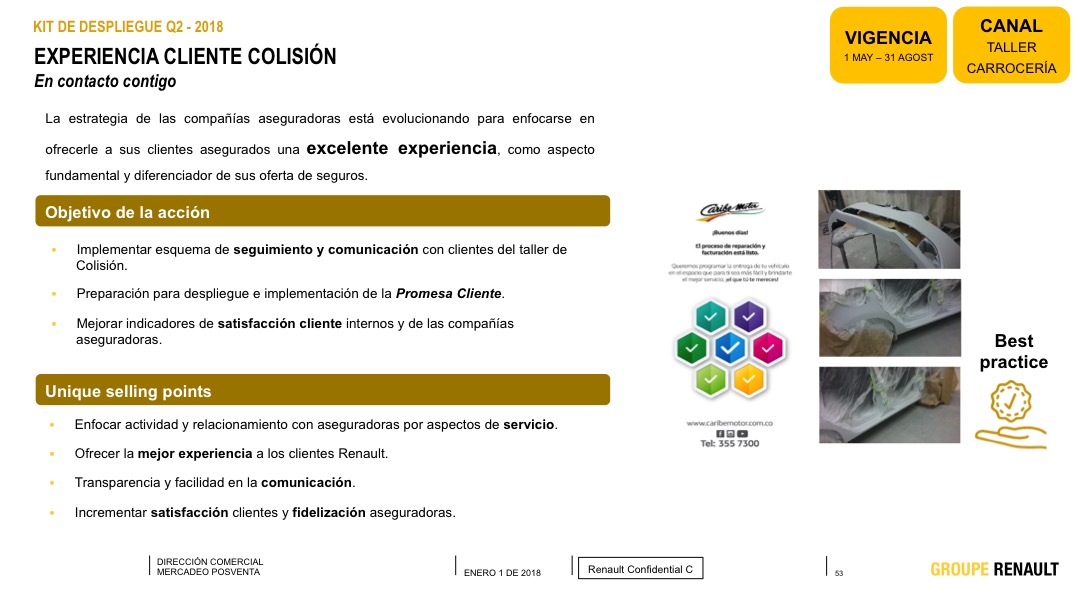 KIT DE DESPLIEGUE Q2 - 2018
EXPERIENCIA CLIENTE COLISIÓN
En contacto contigo
VIGENCIA
1 MAY – 31 AGOST
CANAL
TALLER
CARROCERÍA
La estrategia de las compañías aseguradoras está evolucionando para enfocarse en
ofrecerle a sus clientes asegurados una excelente experiencia, como aspecto
fundamental y diferenciador de sus oferta de seguros.
Objetivo de la acción
Implementar esquema de seguimiento y comunicación con clientes del taller de
Colisión.
Preparación para despliegue e implementación de la Promesa Cliente.
Mejorar indicadores de satisfacción cliente internos y de las compañías
aseguradoras.
Unique selling points
Enfocar actividad y relacionamiento con aseguradoras por aspectos de servicio.
Ofrecer la mejor experiencia a los clientes Renault.
Transparencia y facilidad en la comunicación.
Incrementar satisfacción clientes y fidelización aseguradoras.
Caribe Motor
¡Buenos días!
El proceso de reparación y
facturación está listo.
Queremos programar la entrega de tu vehículo
en el espacio que para ti sea más fácil y brindarte
el mejor servicio, ¡el que tú te mereces!
www.caribemotor.com.co
Tel: 355 7300
Best
practice
DIRECCIÓN COMERCIAL
MERCADEO POSVENTA
ENERO 1 DE 2018
Renault Confidential C
53
GROUPE RENAULT